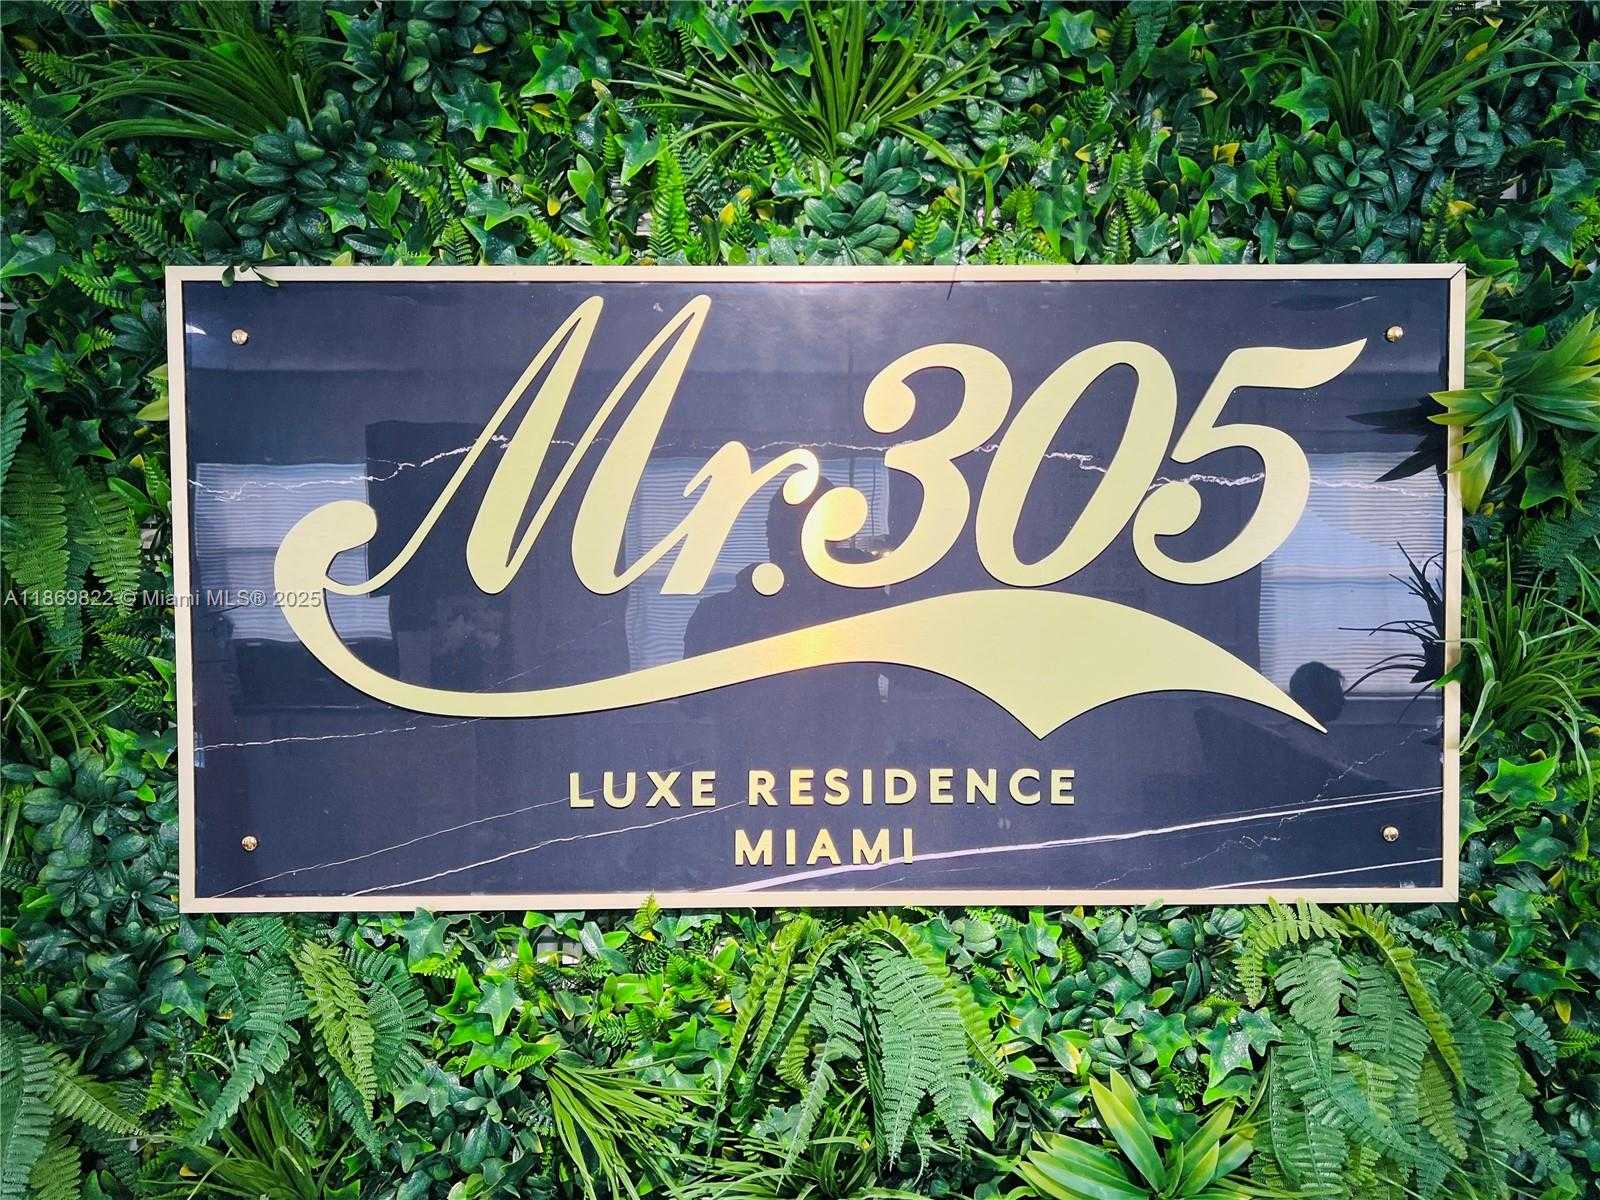 Mr.305
A11869822 © Miami MLS® 2025
LUXE RESIDENCE
MIAMI